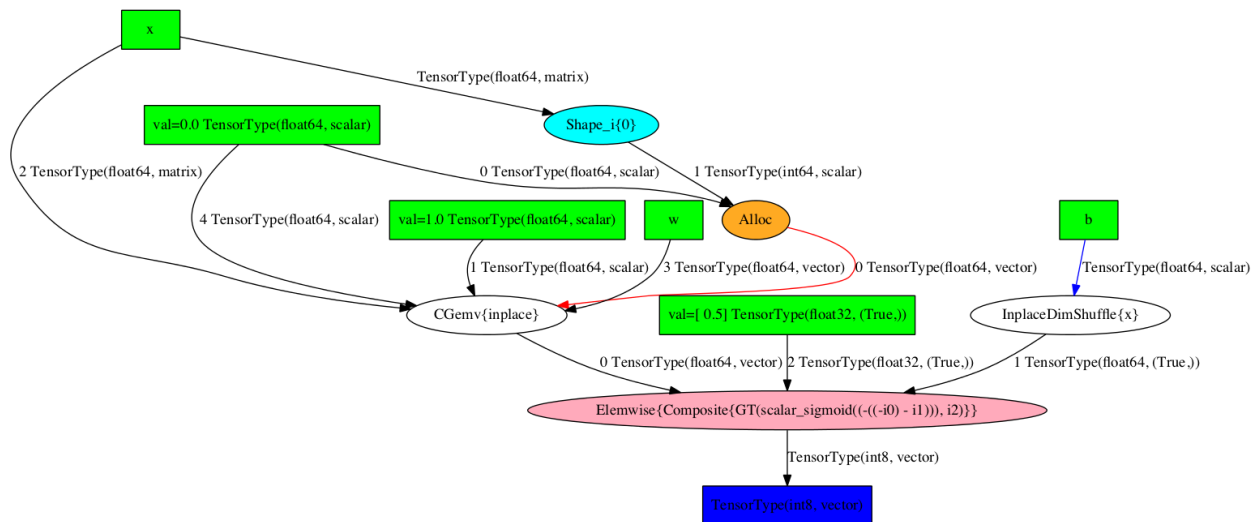 x
TensorType(float64, matrix)
val=0.0 TensorType(float64, scalar)
Shape_i{0}
2 TensorType(float64, matrix)
0 TensorType(float64, scalar)
1 TensorType(int64, scalar)
4 TensorType(float64, scalar)
val=1.0 TensorType(float64, scalar)
w
Alloc
b
1 TensorType(float64, scalar)
3 TensorType(float64, vector)
0 TensorType(float64, vector)
TensorType(float64, scalar)
CGemv{inplace}
val=[ 0.5] TensorType(float32, (True,))
InplaceDimShuffle{x}
0 TensorType(float64, vector)
2 TensorType(float32, (True,))
1 TensorType(float64, (True,))
Elemwise{Composite{GT(scalar_sigmoid((-((-i0) - i1))), i2)}}
TensorType(int8, vector)
TensorType(int8, vector)